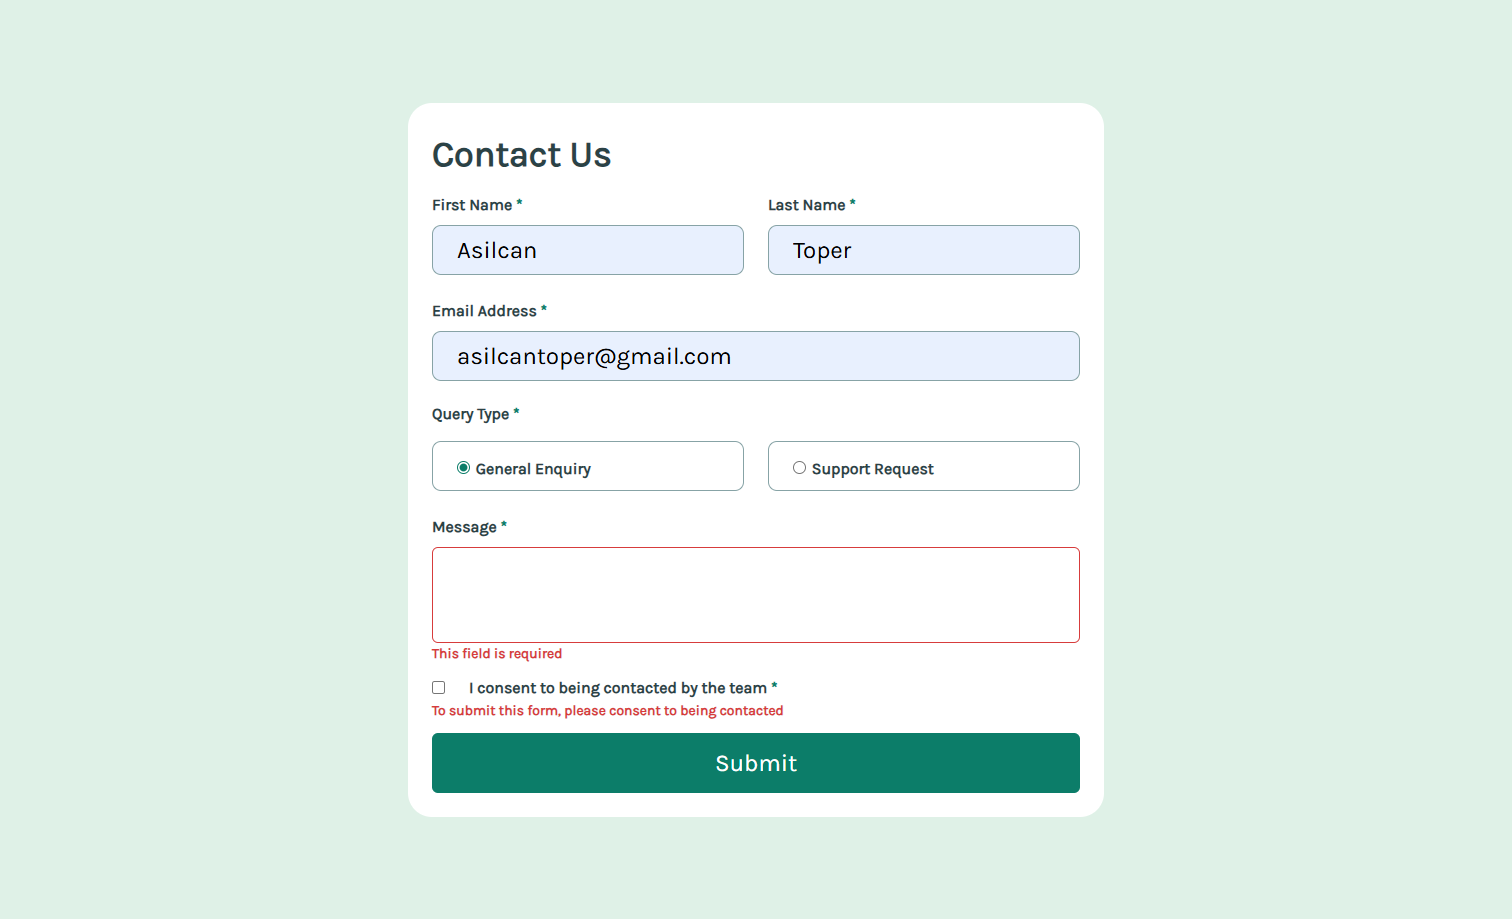 Contact Us
First Name * Last Name *
Asilcan Toper
Email Address *
asilcantoper@gmail.com
Query Type *
General Enquiry Support Request
Message *
This field is required
I consent to being contacted by the team *
To submit this form, please consent to being contacted
Submit